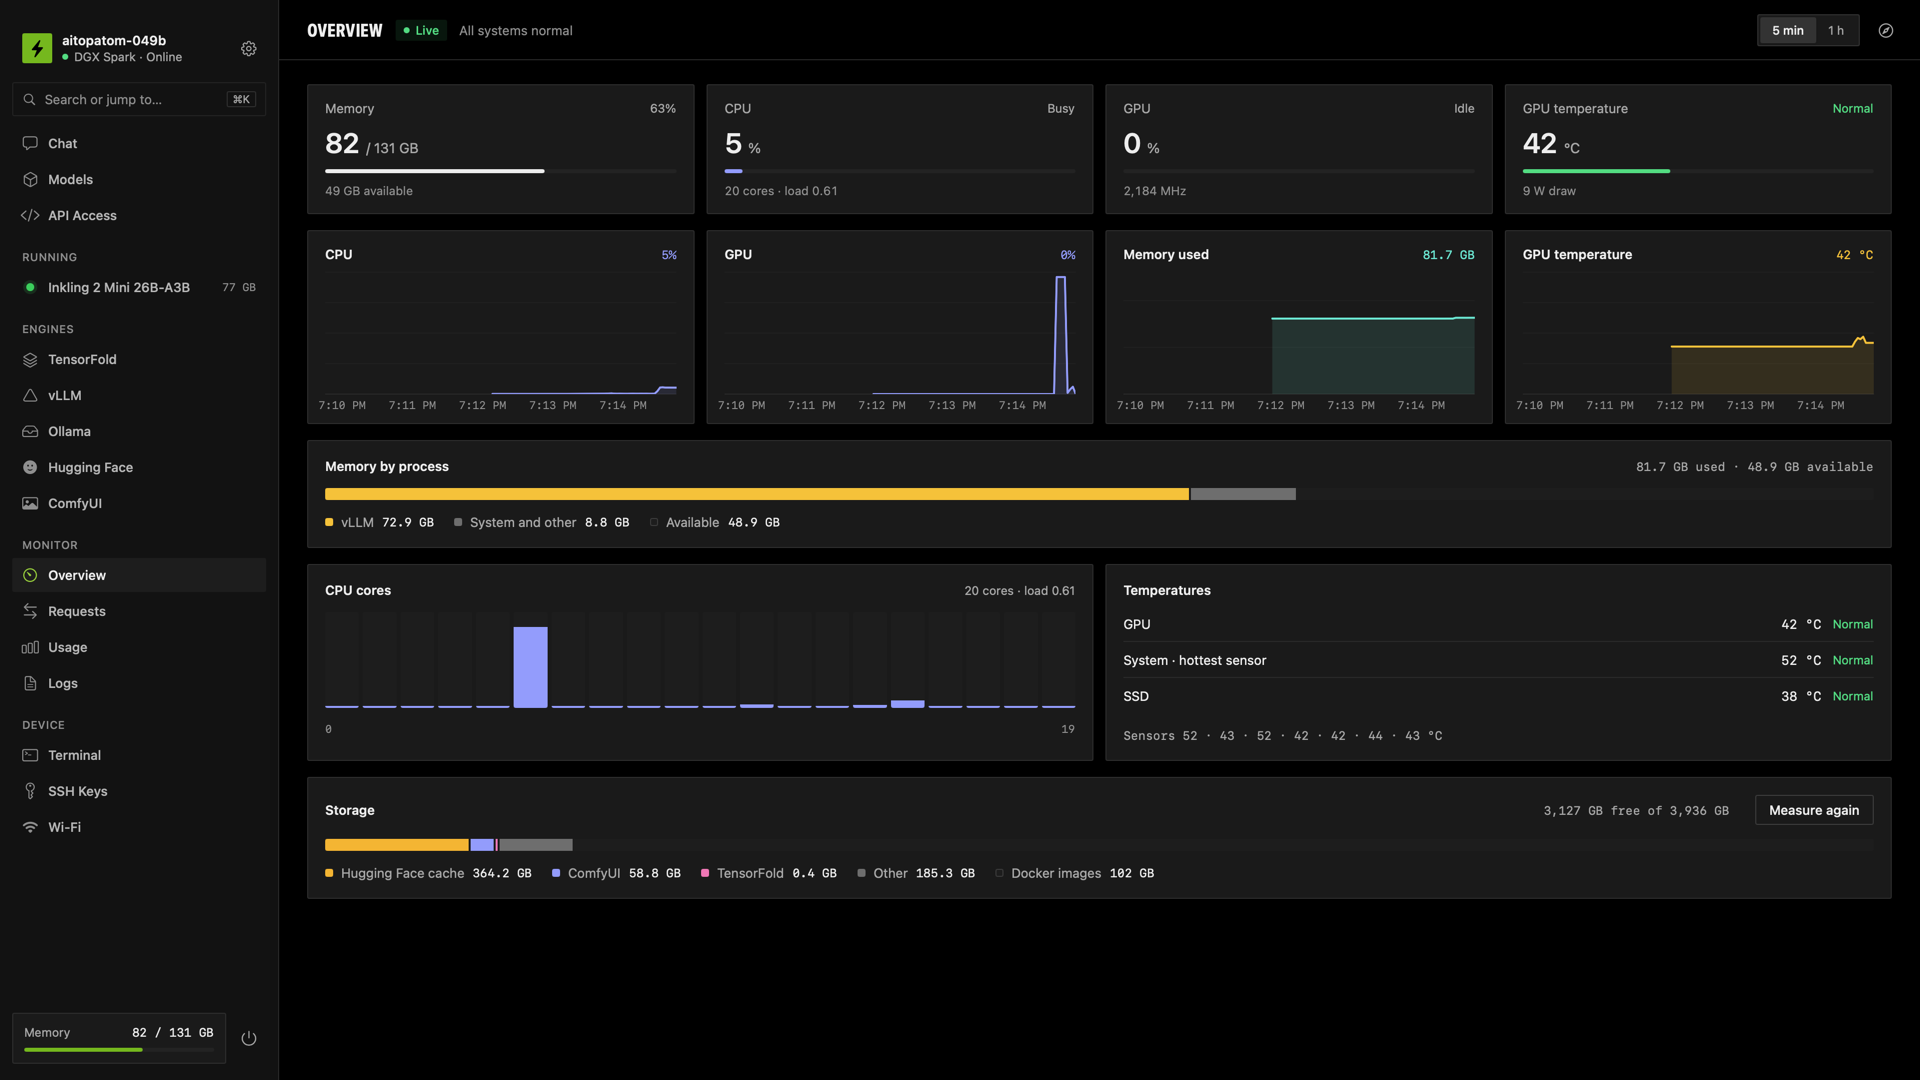 aitopatom-049b
DGX Spark · Online
Search or jump to... ⌘K
Chat
Models
API Access
RUNNING
Inkling 2 Mini 26B-A3B 77 GB
ENGINES
TensorFold
vLLM
Ollama
Hugging Face
ComfyUI
MONITOR
Overview
Requests
Usage
Logs
DEVICE
Terminal
SSH Keys
Wi-Fi
Memory 82 / 131 GB
OVERVIEW Live All systems normal 5 min 1 h
Memory 63%
82 / 131 GB
49 GB available
CPU Busy
5 %
20 cores · load 0.61
GPU Idle
0 %
2,184 MHz
GPU temperature Normal
42 °C
9 W draw
CPU 5%
7:10 PM 7:11 PM 7:12 PM 7:13 PM 7:14 PM
GPU 0%
7:10 PM 7:11 PM 7:12 PM 7:13 PM 7:14 PM
Memory used 81.7 GB
7:10 PM 7:11 PM 7:12 PM 7:13 PM 7:14 PM
GPU temperature 42 °C
7:10 PM 7:11 PM 7:12 PM 7:13 PM 7:14 PM
Memory by process 81.7 GB used · 48.9 GB available
vLLM 72.9 GB System and other 8.8 GB Available 48.9 GB
CPU cores 20 cores · load 0.61
0 19
Temperatures
GPU 42 °C Normal
System · hottest sensor 52 °C Normal
SSD 38 °C Normal
Sensors 52 · 43 · 52 · 42 · 42 · 44 · 43 °C
Storage 3,127 GB free of 3,936 GB Measure again
Hugging Face cache 364.2 GB ComfyUI 58.8 GB TensorFold 0.4 GB Other 185.3 GB Docker images 102 GB